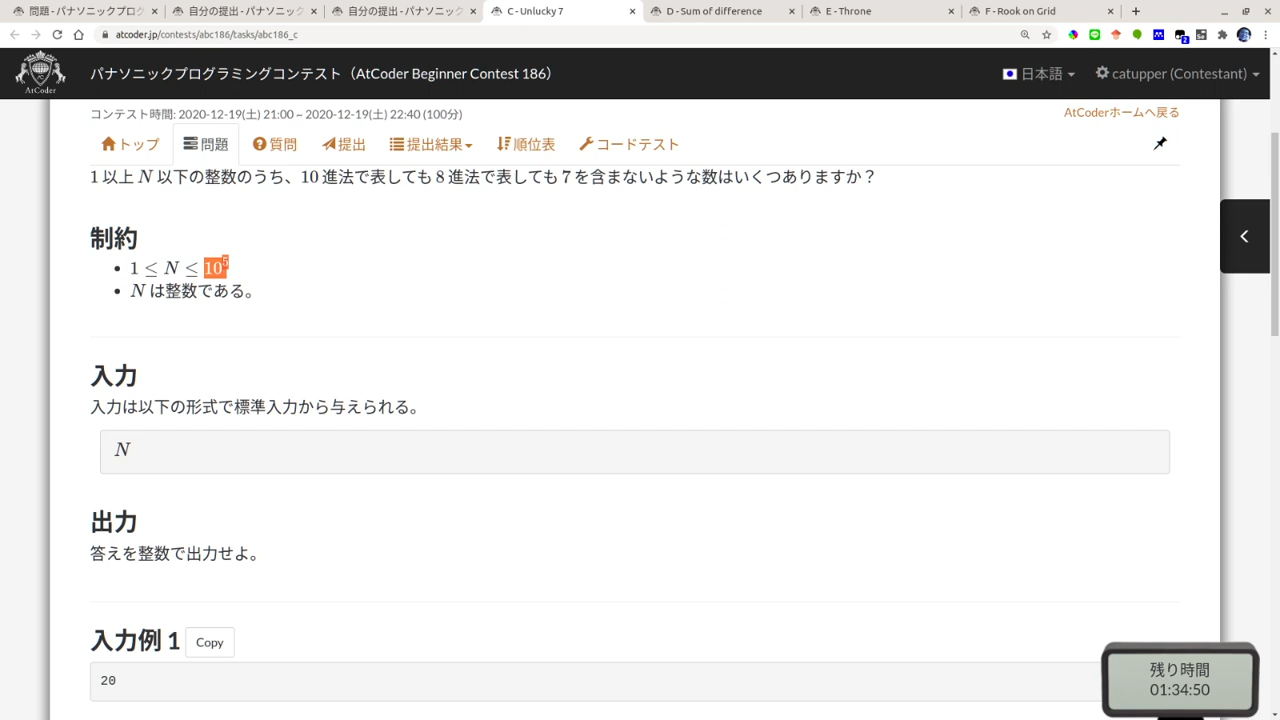 問題 - パナソニックプログ
自分の提出 - パナソニック
自分の提出 - パナソニック
C - Unlucky 7
D - Sum of difference
E - Throne
F - Rook on Grid
atcoder.jp/contests/abc186/tasks/abc186_c
AtCoder
パナソニックプログラミングコンテスト（AtCoder Beginner Contest 186）
日本語
catupper (Contestant)
コンテスト時間: 2020-12-19(土) 21:00 ~ 2020-12-19(土) 22:40 (100分)
AtCoderホームへ戻る
トップ
問題
質問
提出
提出結果
順位表
コードテスト
1 以上 N 以下の整数のうち、10 進法で表しても 8 進法で表しても 7 を含まないような数はいくつありますか？
制約
1 ≤ N ≤ 10^5
N は整数である。
入力
入力は以下の形式で標準入力から与えられる。
N
出力
答えを整数で出力せよ。
入力例 1
Copy
20
残り時間
01:34:50